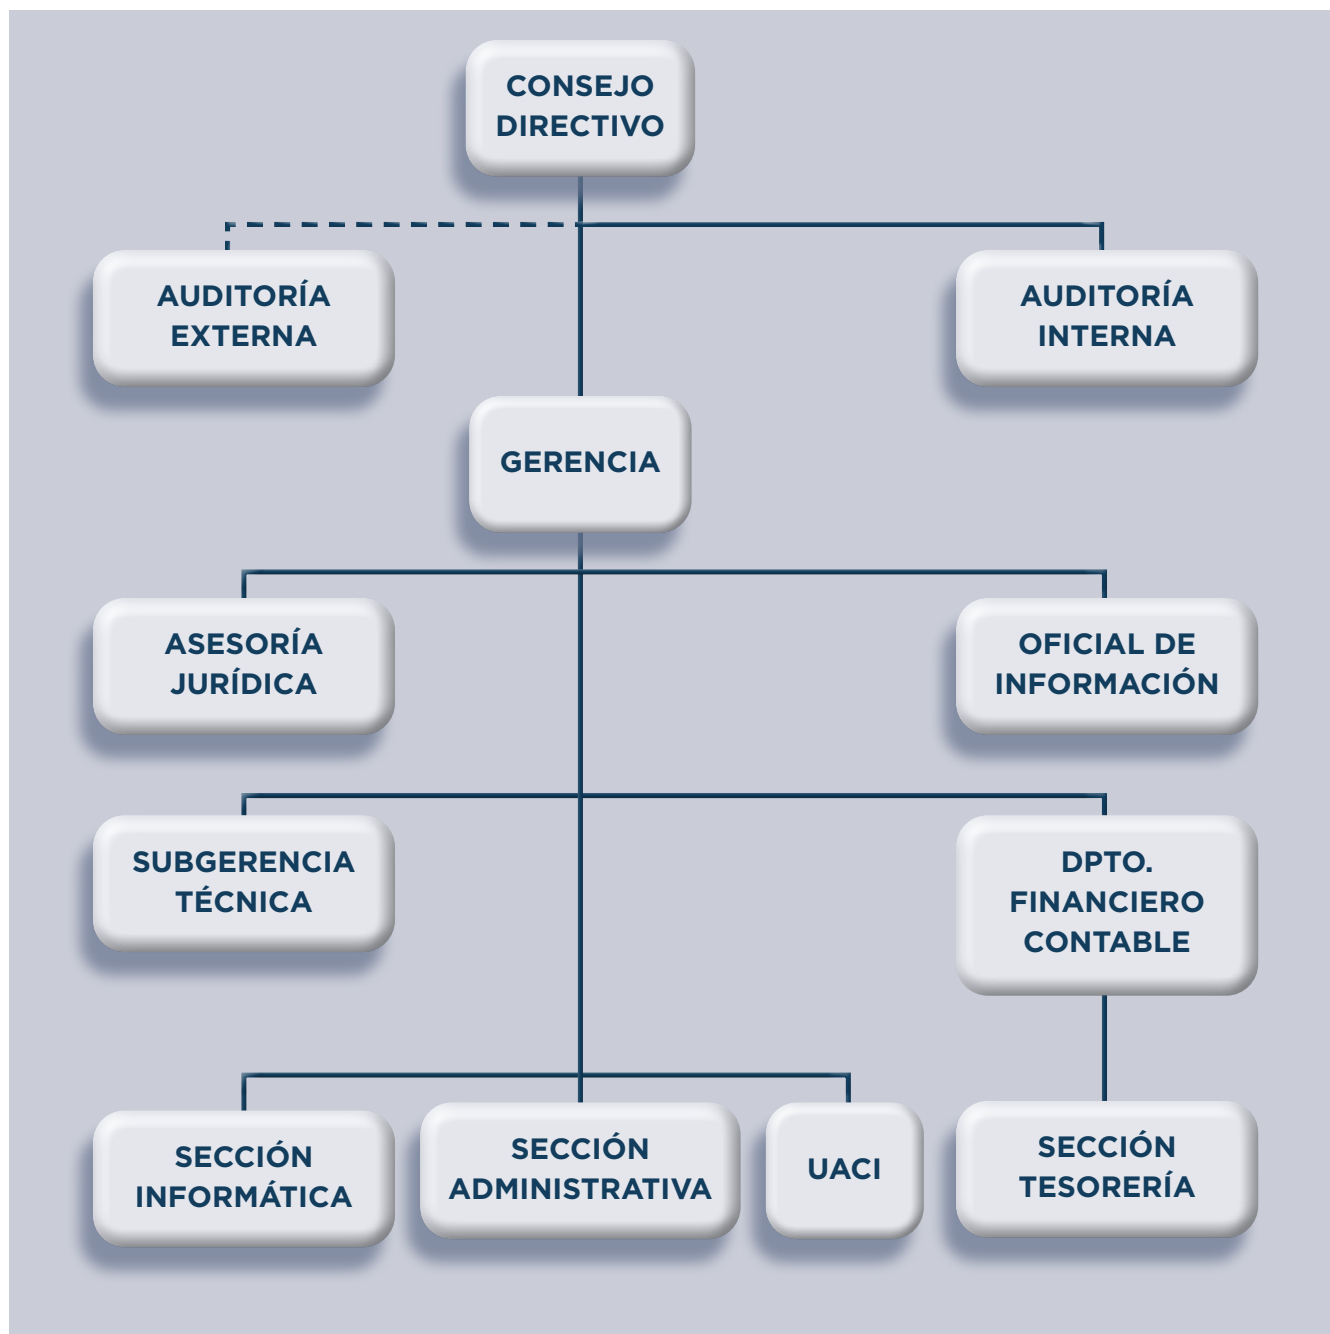 CONSEJO
DIRECTIVO
AUDITORÍA
EXTERNA
AUDITORÍA
INTERNA
GERENCIA
ASESORÍA
JURÍDICA
OFICIAL DE
INFORMACIÓN
SUBGERENCIA
TÉCNICA
DPTO.
FINANCIERO
CONTABLE
SECCIÓN
INFORMÁTICA
SECCIÓN
ADMINISTRATIVA
UACI
SECCIÓN
TESORERÍA